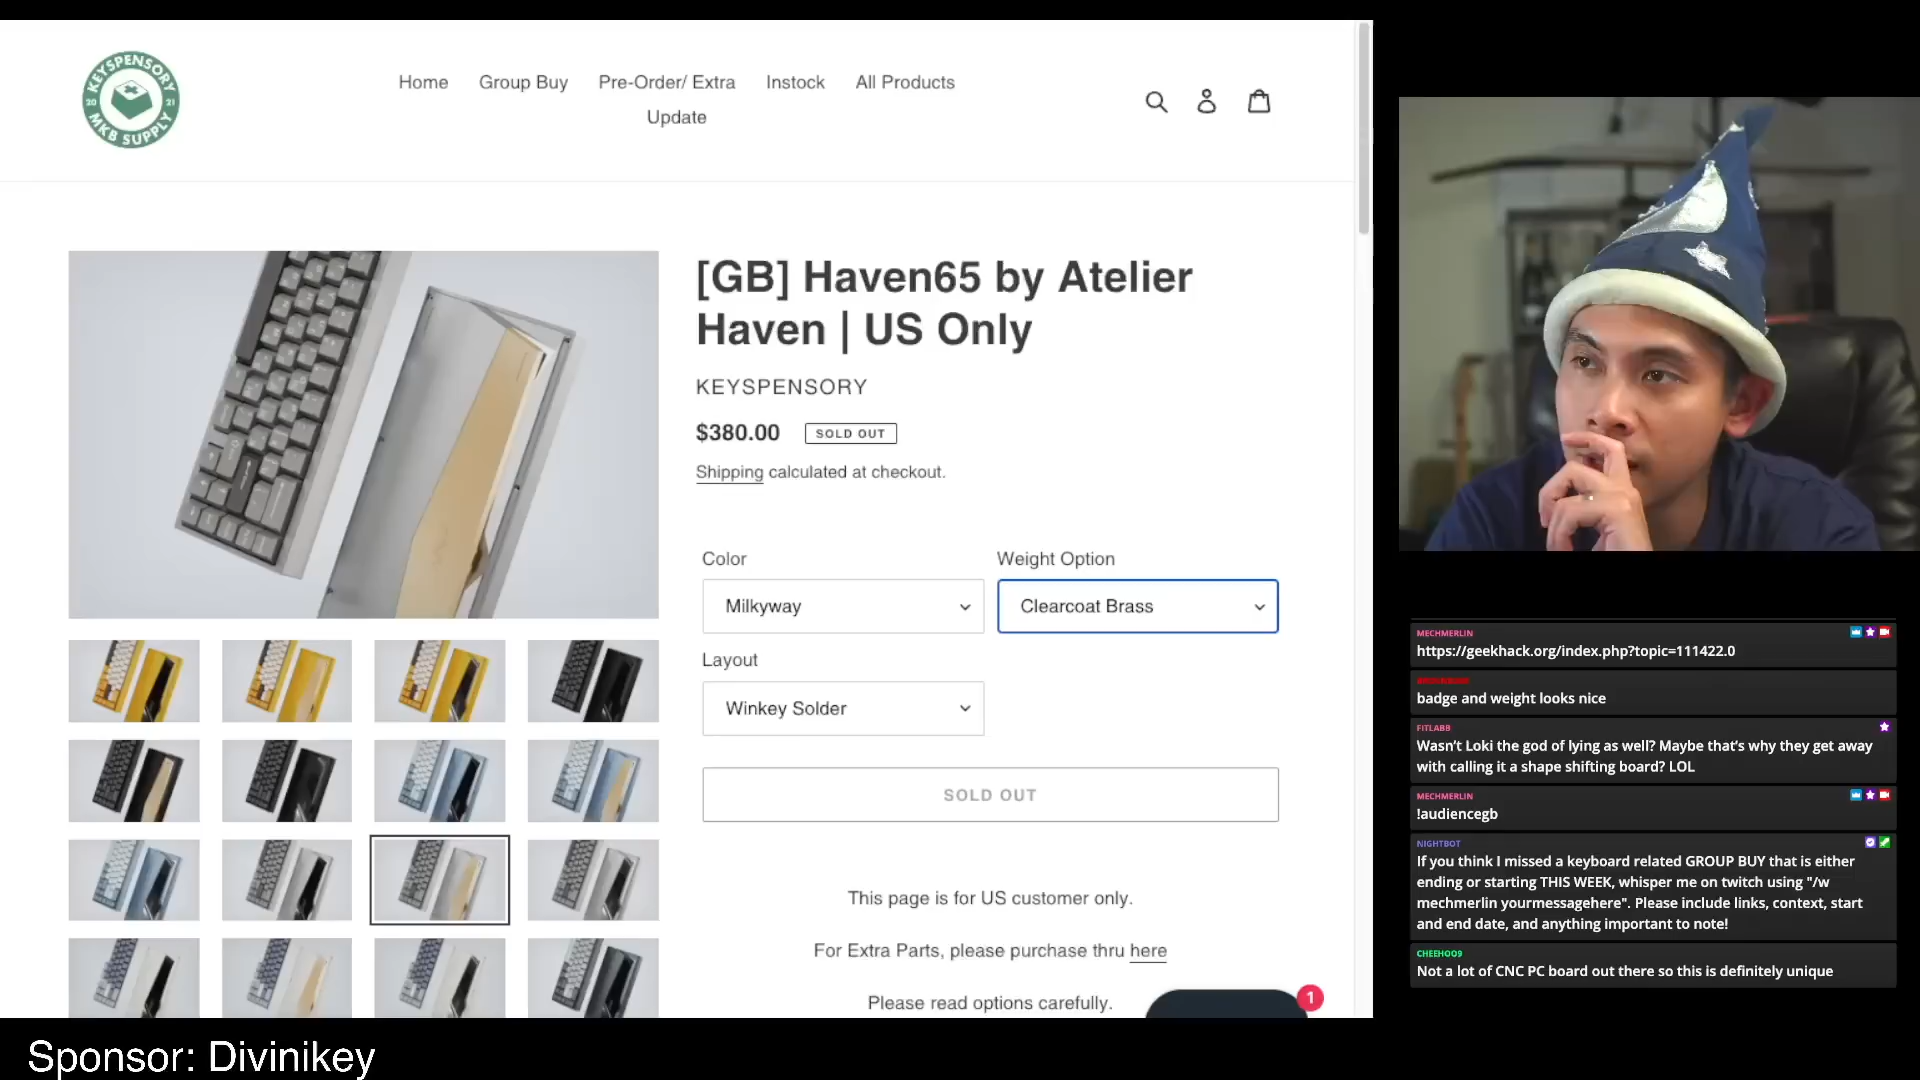 KEYSPENSORY
20 21
MKB SUPPLY
Home
Group Buy
Pre-Order/ Extra
Instock
All Products
Update
[GB] Haven65 by Atelier
Haven | US Only
KEYSPENSORY
$380.00
SOLD OUT
Shipping calculated at checkout.
Color
Weight Option
Milkyway
Clearcoat Brass
Layout
Winkey Solder
SOLD OUT
This page is for US customer only.
For Extra Parts, please purchase thru here
Please read options carefully.
1
MECHMERLIN
https://geekhack.org/index.php?topic=111422.0
badge and weight looks nice
FITLABB
Wasn't Loki the god of lying as well? Maybe that's why they get away
with calling it a shape shifting board? LOL
MECHMERLIN
!audiencegb
NIGHTBOT
If you think I missed a keyboard related GROUP BUY that is either
ending or starting THIS WEEK, whisper me on twitch using "/w
mechmerlin yourmessagehere". Please include links, context, start
and end date, and anything important to note!
CHEEHOO9
Not a lot of CNC PC board out there so this is definitely unique
Sponsor: Divinikey